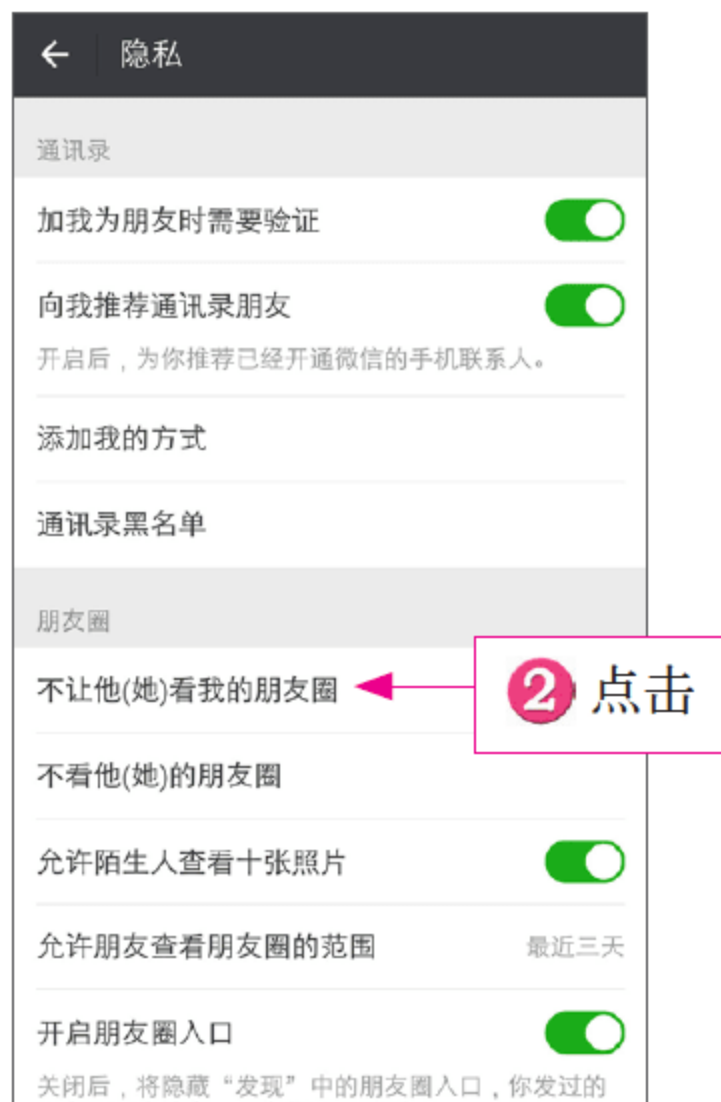 隐私
通讯录
加我为朋友时需要验证
向我推荐通讯录朋友
开启后，为你推荐已经开通微信的手机联系人。
添加我的方式
通讯录黑名单
朋友圈
不让他(她)看我的朋友圈
2 点击
不看他(她)的朋友圈
允许陌生人查看十张照片
允许朋友查看朋友圈的范围 最近三天
开启朋友圈入口
关闭后，将隐藏“发现”中的朋友圈入口，你发过的